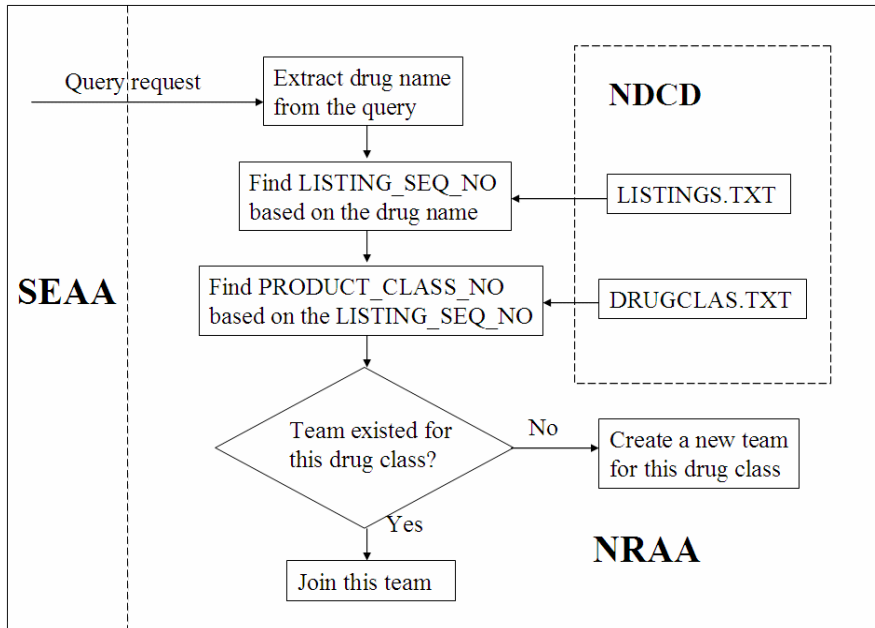 Query request
Extract drug name
from the query
NDCD
Find LISTING_SEQ_NO
based on the drug name
LISTINGS.TXT
SEAA
Find PRODUCT_CLASS_NO
based on the LISTING_SEQ_NO
DRUGCLAS.TXT
Team existed for
this drug class?
No
Create a new team
for this drug class
Yes
NRAA
Join this team